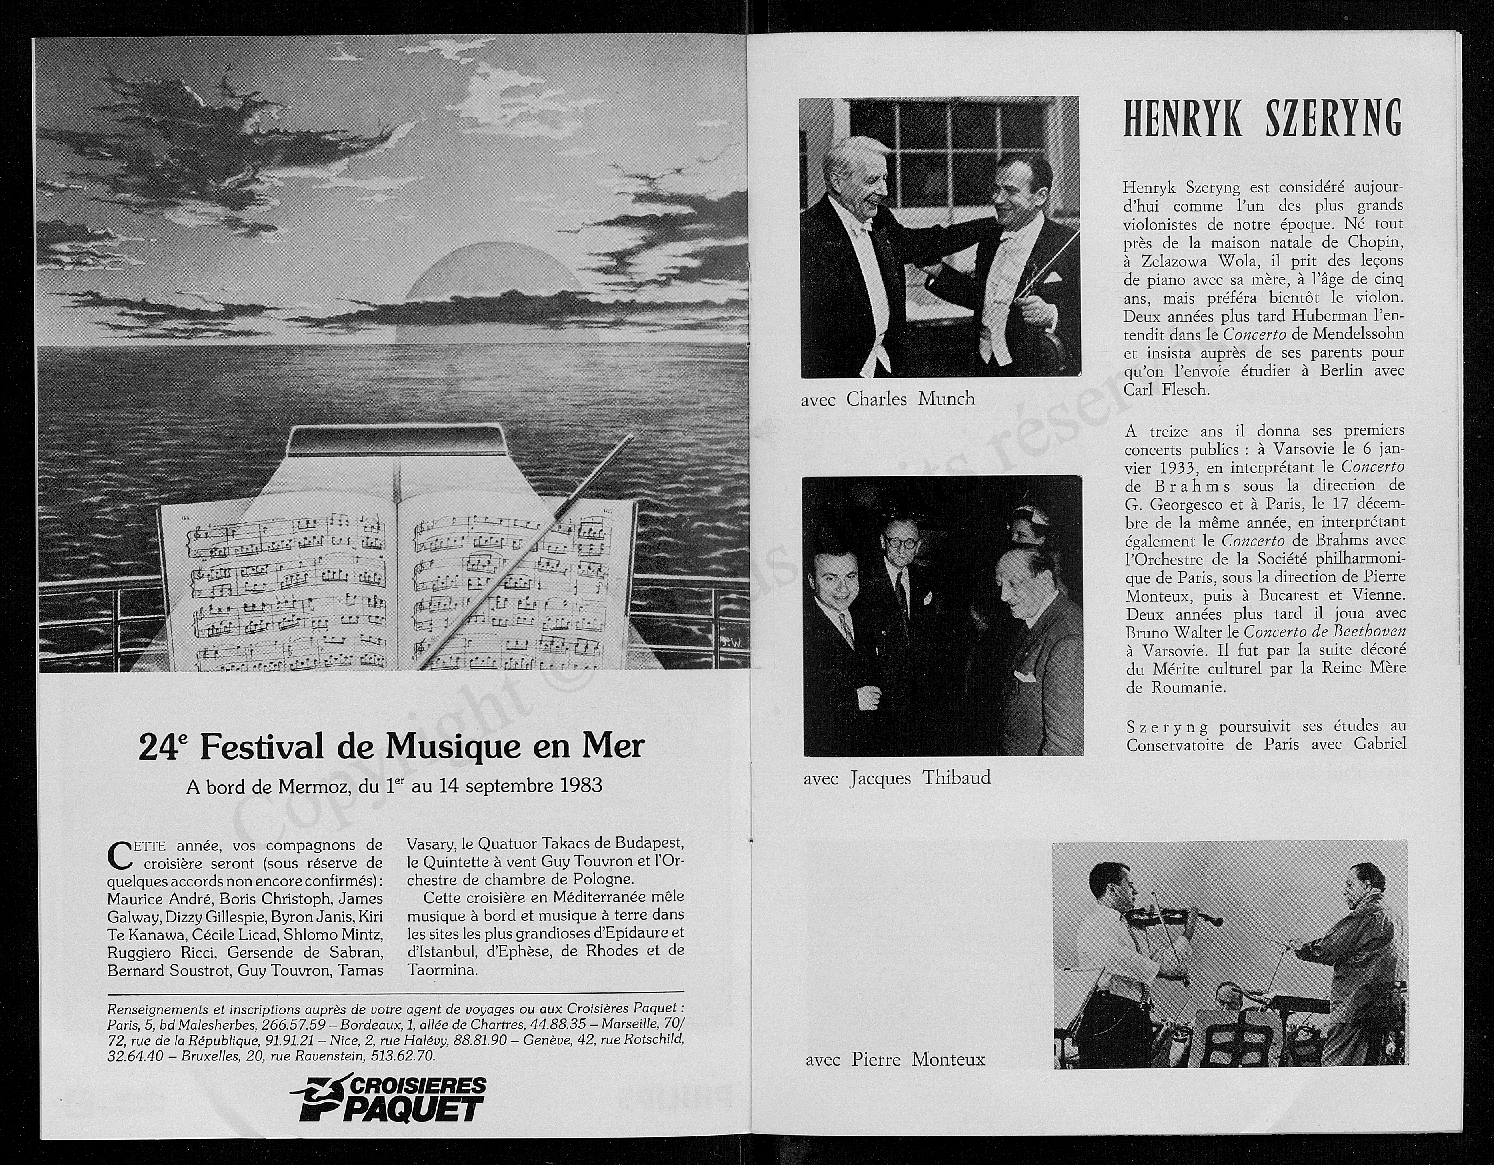 24e Festival de Musique en Mer
A bord de Mermoz, du 1er au 14 septembre 1983
CETTE année, vos compagnons de
croisière seront (sous réserve de
quelques accords non encore confirmés) :
Maurice André, Boris Christoph, James
Galway, Dizzy Gillespie, Byron Janis, Kiri
Te Kanawa, Cécile Licad, Shlomo Mintz,
Ruggiero Ricci, Gersende de Sabran,
Bernard Soustrot, Guy Touvron, Tamas
Vasary, le Quatuor Takacs de Budapest,
le Quintette à vent Guy Touvron et l'Or-
chestre de chambre de Pologne.
Cette croisière en Méditerranée mêle
musique à bord et musique à terre dans
les sites les plus grandioses d'Epidaure et
d'Istanbul, d'Ephèse, de Rhodes et de
Taormina.
Renseignements et inscriptions auprès de votre agent de voyages ou aux Croisières Paquet :
Paris, 5, bd Malesherbes, 266.57.59 – Bordeaux, 1, allée de Chartres, 44.88.35 – Marseille, 70/
72, rue de la République, 91.91.21 – Nice, 2, rue Halévy, 88.81.90 – Genève, 42, rue Rotschild,
32.64.40 – Bruxelles, 20, rue Ravenstein, 513.62.70.
CROISIERES
PAQUET
HENRYK SZERYNG
Henryk Szeryng est considéré aujour-
d'hui comme l'un des plus grands
violonistes de notre époque. Né tout
près de la maison natale de Chopin,
à Zelazowa Wola, il prit des leçons
de piano avec sa mère, à l'âge de cinq
ans, mais préféra bientôt le violon.
Deux années plus tard Huberman l'en-
tendit dans le Concerto de Mendelssohn
et insista auprès de ses parents pour
qu'on l'envoie étudier à Berlin avec
Carl Flesch.
A treize ans il donna ses premiers
concerts publics : à Varsovie le 6 jan-
vier 1933, en interprétant le Concerto
de Brahms sous la direction de
G. Georgesco et à Paris, le 17 décem-
bre de la même année, en interprétant
également le Concerto de Brahms avec
l'Orchestre de la Société philharmoni-
que de Paris, sous la direction de Pierre
Monteux, puis à Bucarest et Vienne.
Deux années plus tard il joua avec
Bruno Walter le Concerto de Beethoven
à Varsovie. Il fut par la suite décoré
du Mérite culturel par la Reine Mère
de Roumanie.
Szeryng poursuivit ses études au
Conservatoire de Paris avec Gabriel
avec Charles Munch
avec Jacques Thibaud
avec Pierre Monteux
J.W.
Copyright © tous droits réservés